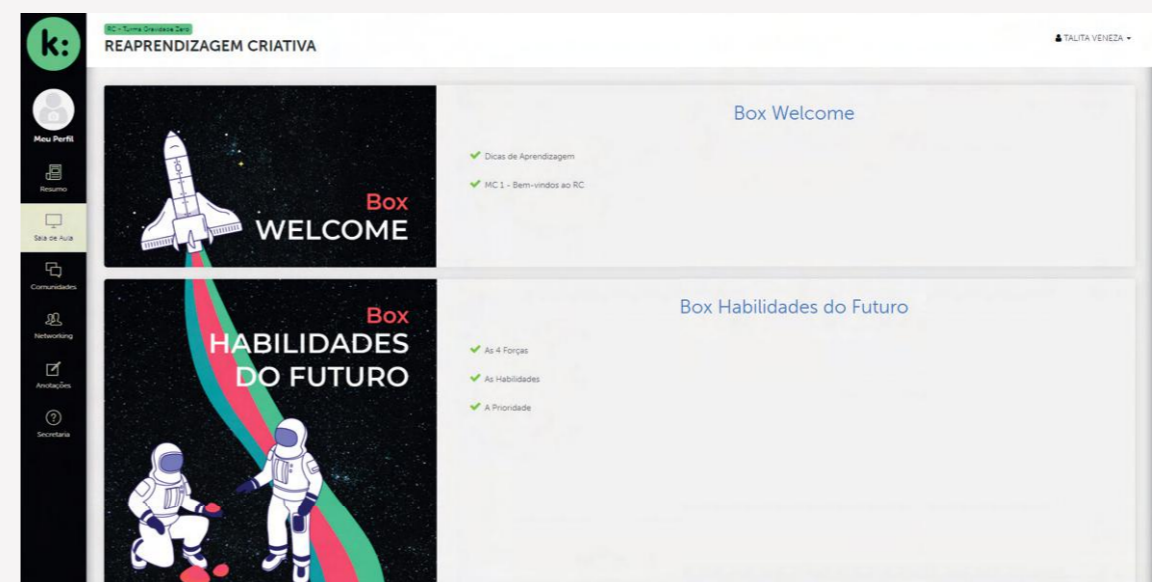 k:
RC - Turma Gravidade Zero
REAPRENDIZAGEM CRIATIVA
TALITA VENEZA
Meu Perfil
Resumo
Sala de Aula
Comunidades
Networking
Anotações
Secretaria
Box
WELCOME
Box Welcome
Dicas de Aprendizagem
MC 1 - Bem-vindos ao RC
Box
HABILIDADES
DO FUTURO
Box Habilidades do Futuro
As 4 Forças
As Habilidades
A Prioridade